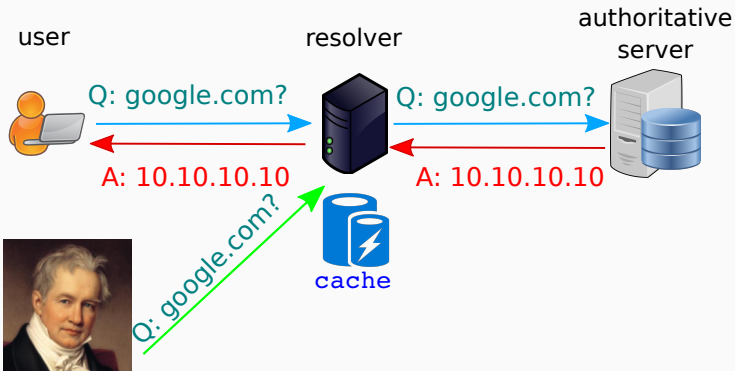 user
resolver
authoritative
server
Q: google.com?
Q: google.com?
A: 10.10.10.10
A: 10.10.10.10
Q: google.com?
cache